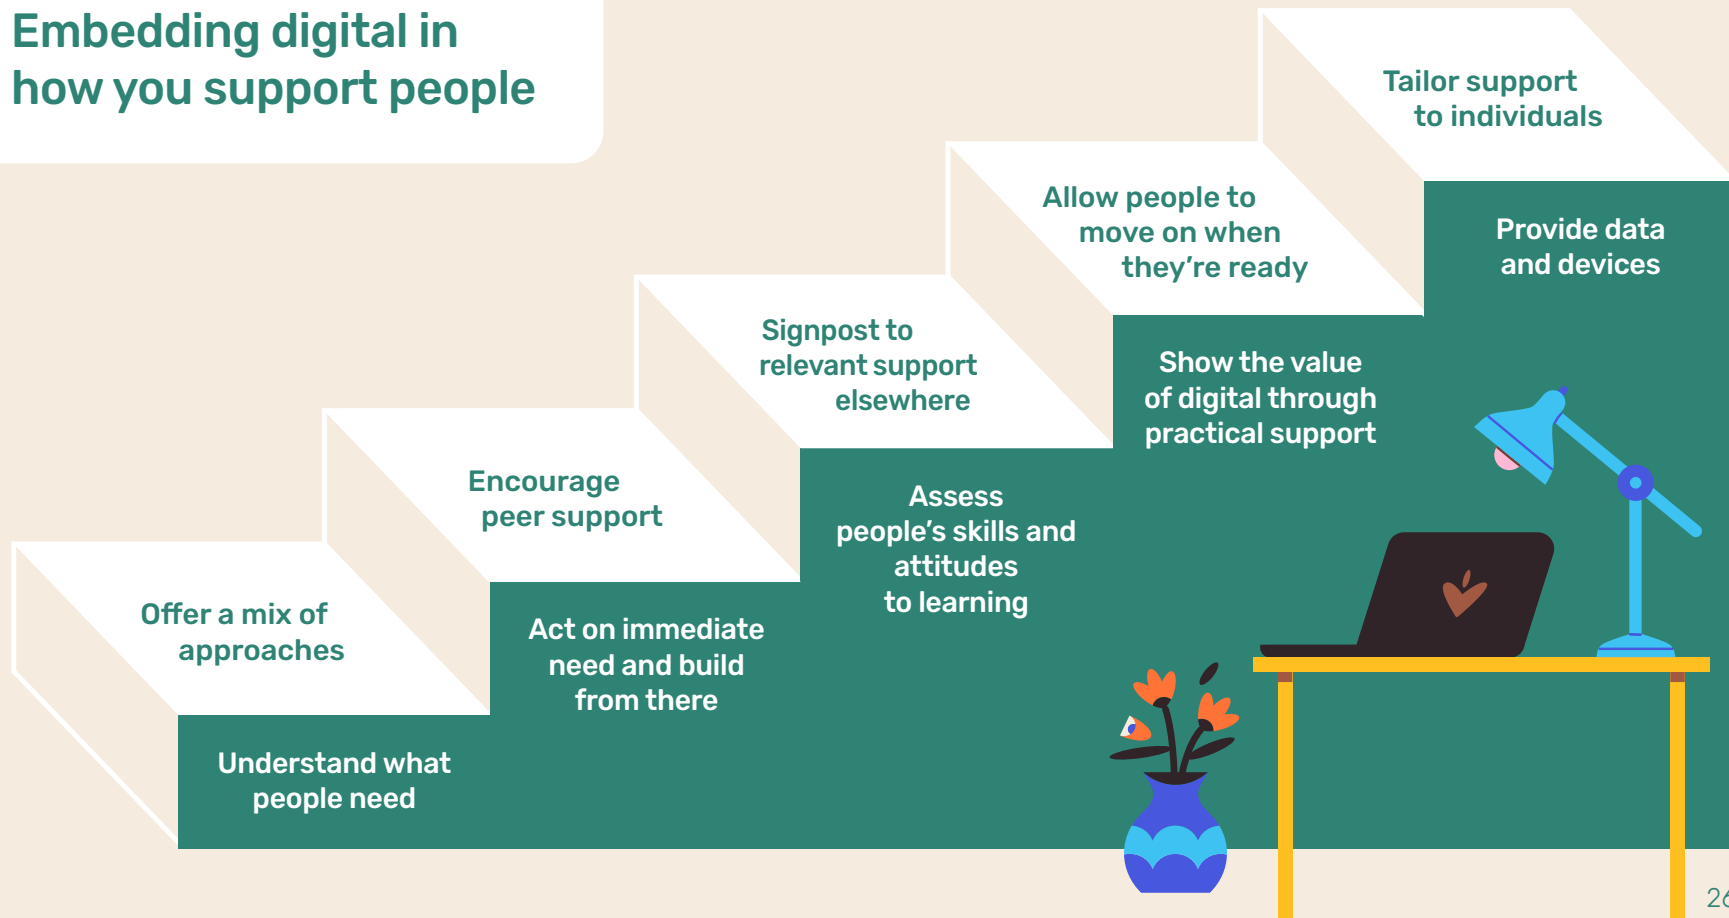 Embedding digital in
how you support people
Tailor support
to individuals
Provide data
and devices
Allow people to
move on when
they’re ready
Show the value
of digital through
practical support
Signpost to
relevant support
elsewhere
Assess
people’s skills and
attitudes
to learning
Encourage
peer support
Act on immediate
need and build
from there
Offer a mix of
approaches
Understand what
people need
26